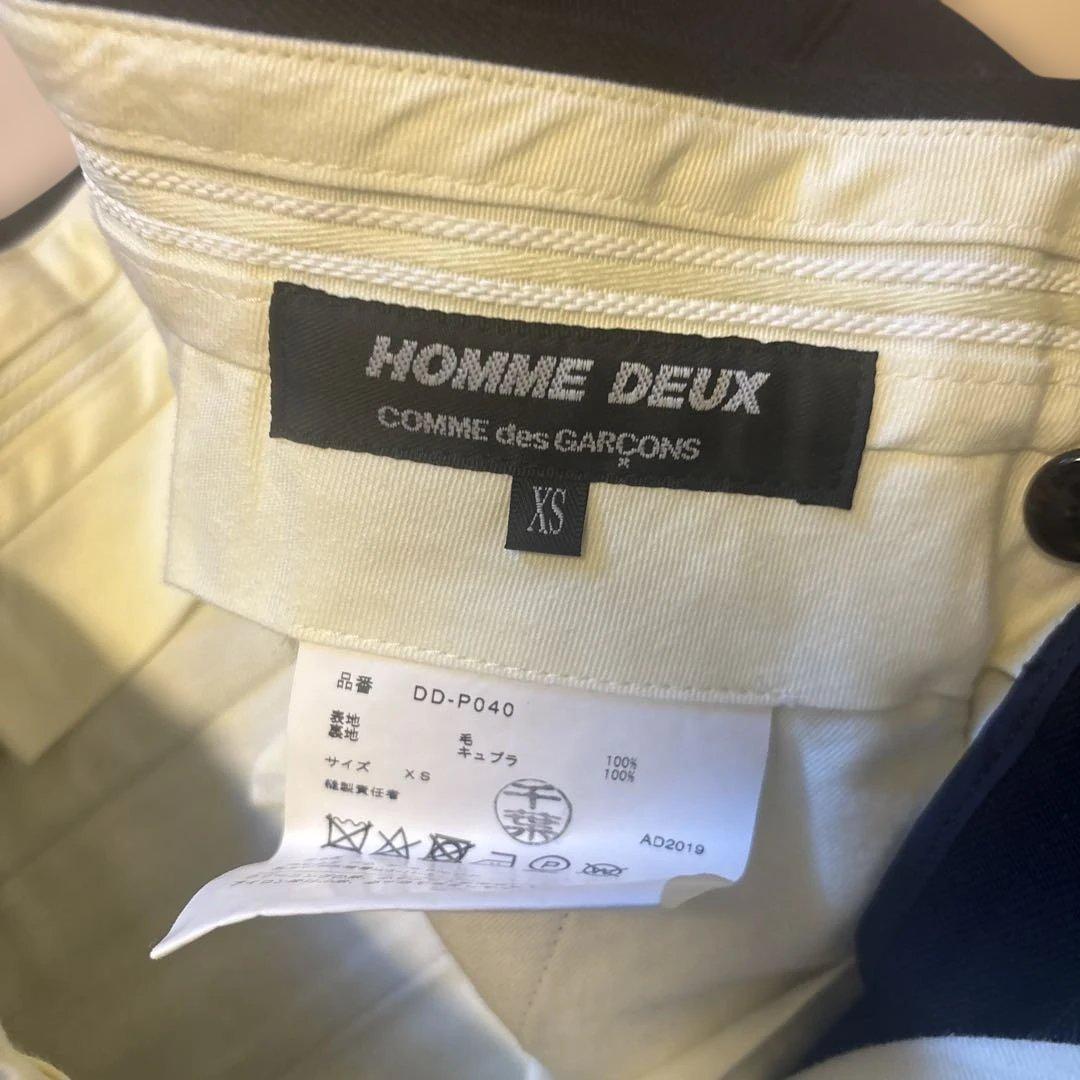 HOMME DEUX
COMME des GARÇONS
XS
品番 DD-P040
表地 毛 100%
裏地 キュプラ 100%
サイズ XS
縫製責任者
千葉
AD2019
P
W